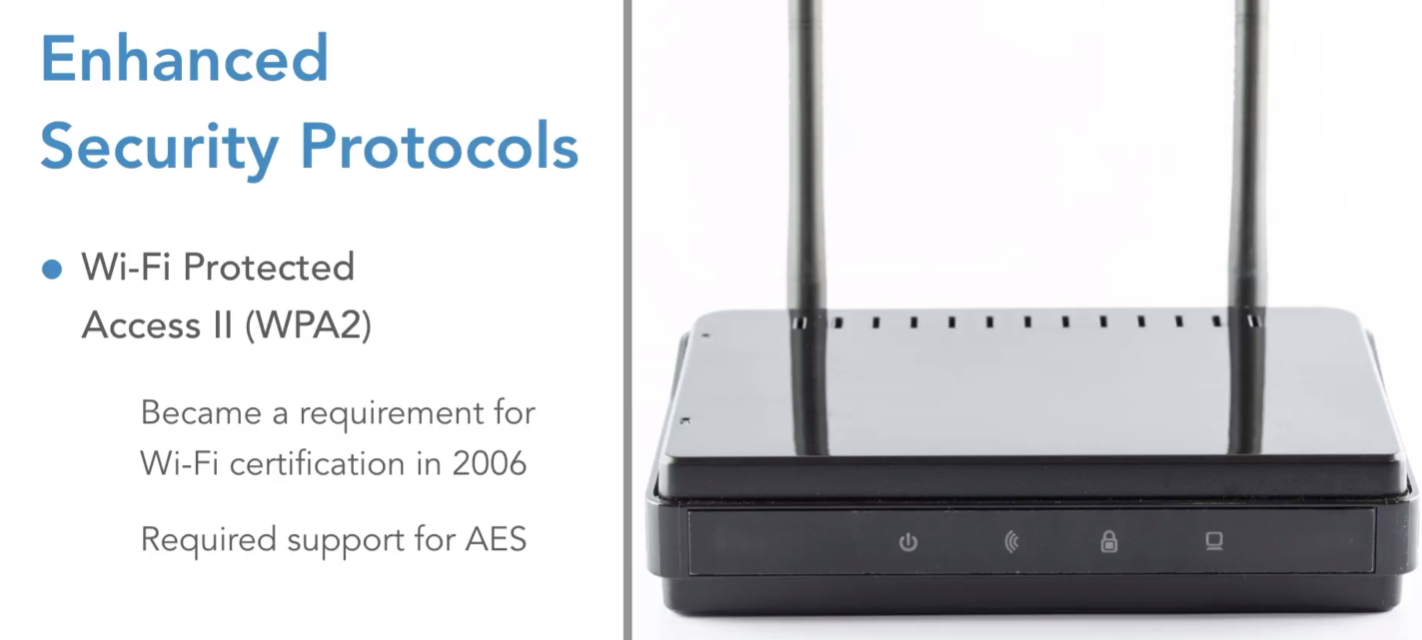 Enhanced
Security Protocols
Wi-Fi Protected
Access II (WPA2)
Became a requirement for
Wi-Fi certification in 2006
Required support for AES